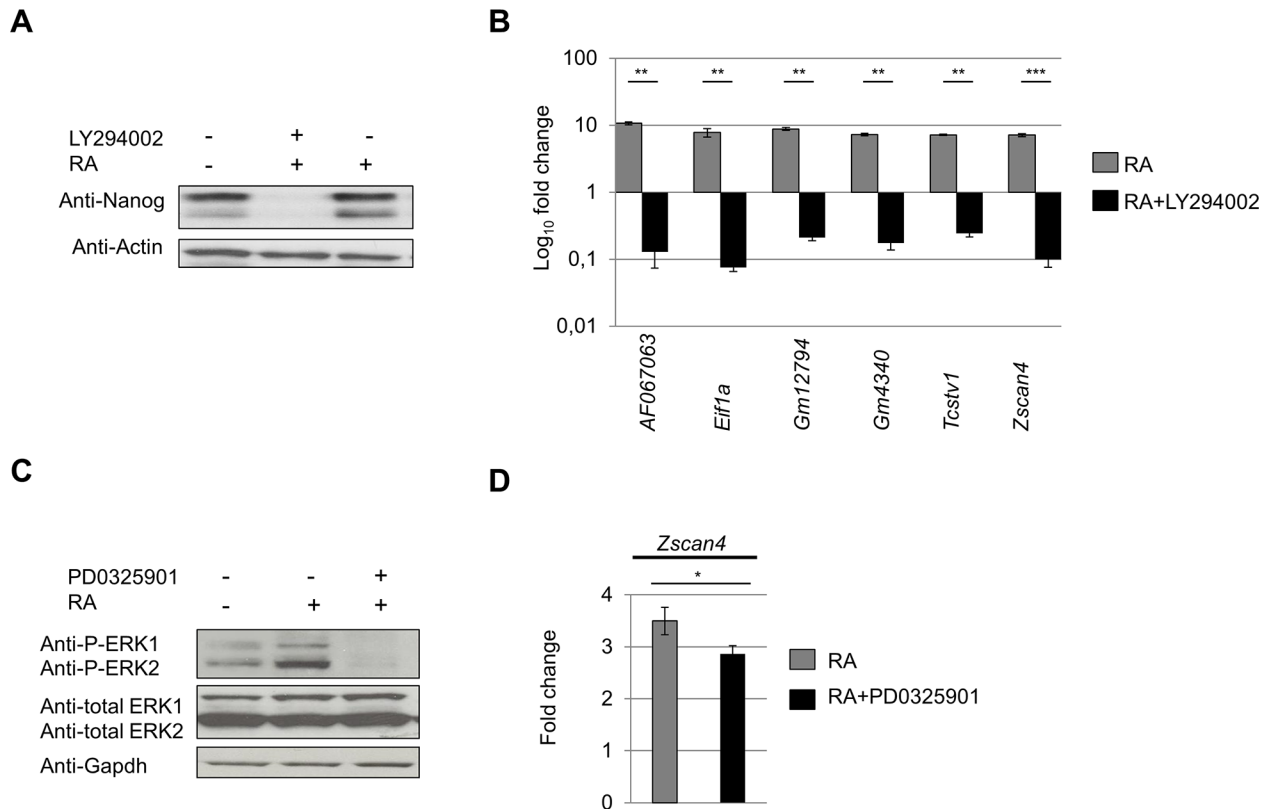 A
LY294002 - + -
RA - + +
Anti-Nanog
Anti-Actin
B
100
10
1
0,1
0,01
Log10 fold change
** ** ** ** ** ***
AF067063
Eif1a
Gm12794
Gm4340
Tcstv1
Zscan4
RA
RA+LY294002
C
PD0325901 - - +
RA - + +
Anti-P-ERK1
Anti-P-ERK2
Anti-total ERK1
Anti-total ERK2
Anti-Gapdh
D
Zscan4
*
4
3
2
1
0
Fold change
RA
RA+PD0325901